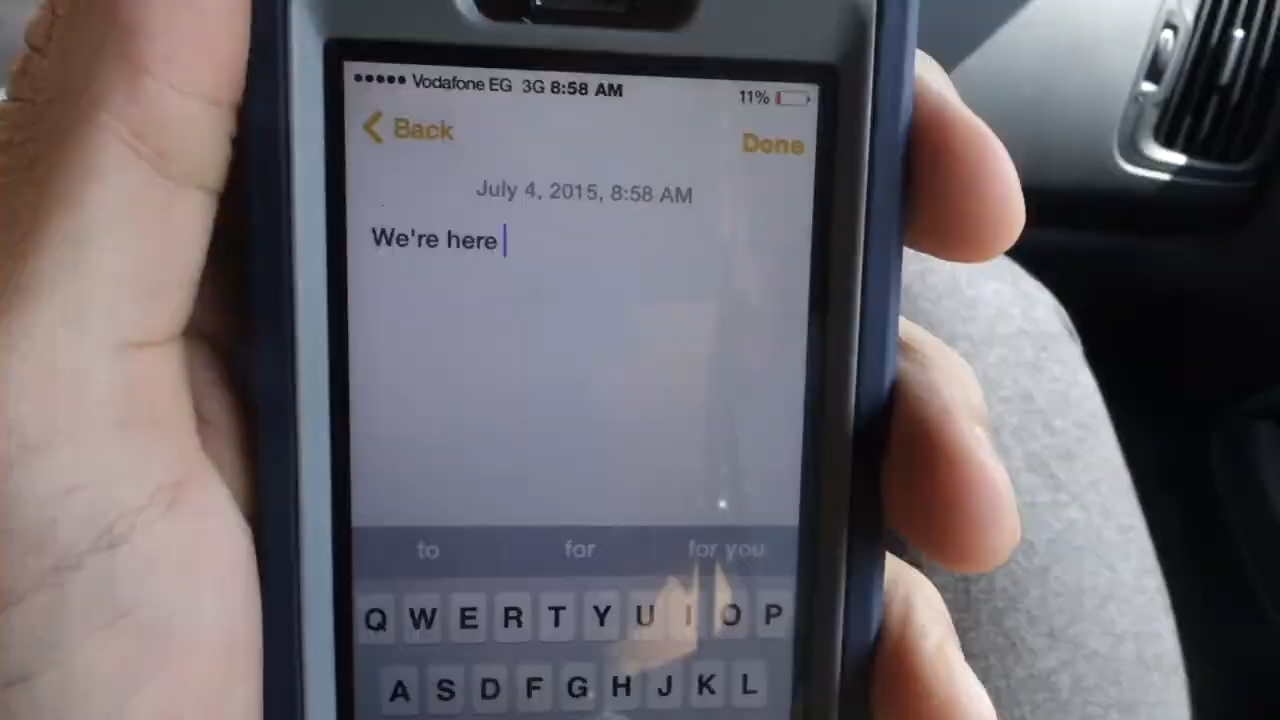 Vodafone EG 3G 8:58 AM 11%
Back
Done
July 4, 2015, 8:58 AM
We're here
to for for you
Q W E R T Y U I O P
A S D F G H J K L